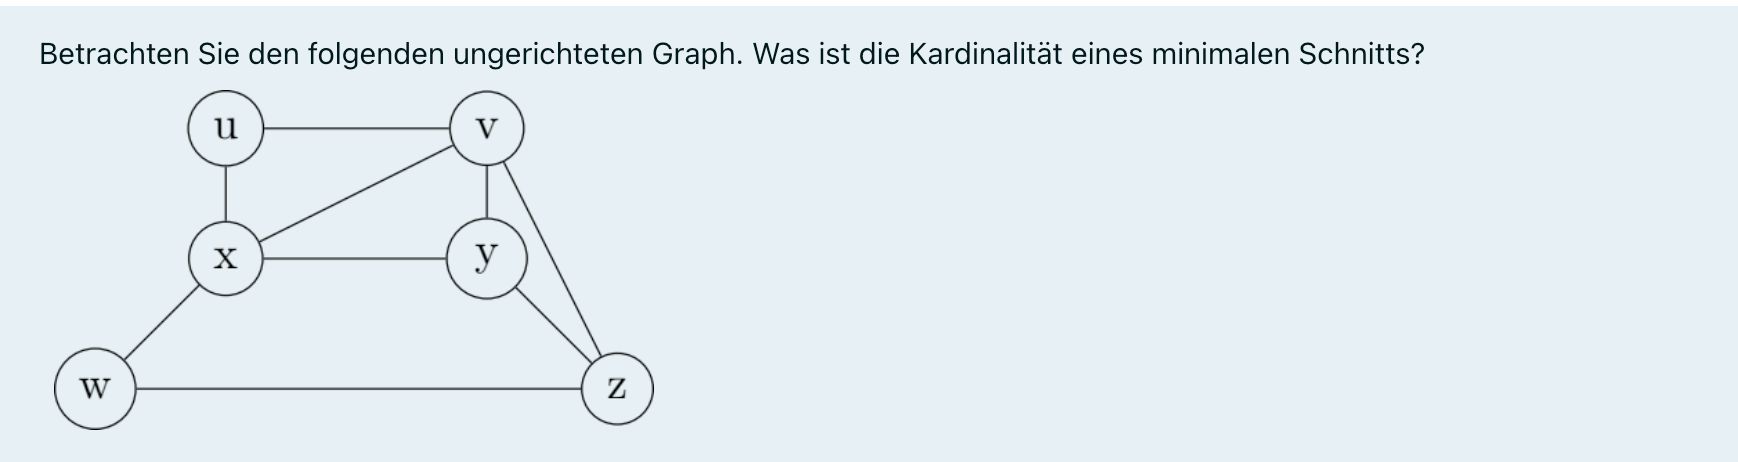 Betrachten Sie den folgenden ungerichteten Graph. Was ist die Kardinalität eines minimalen Schnitts?
u
v
x
y
w
z